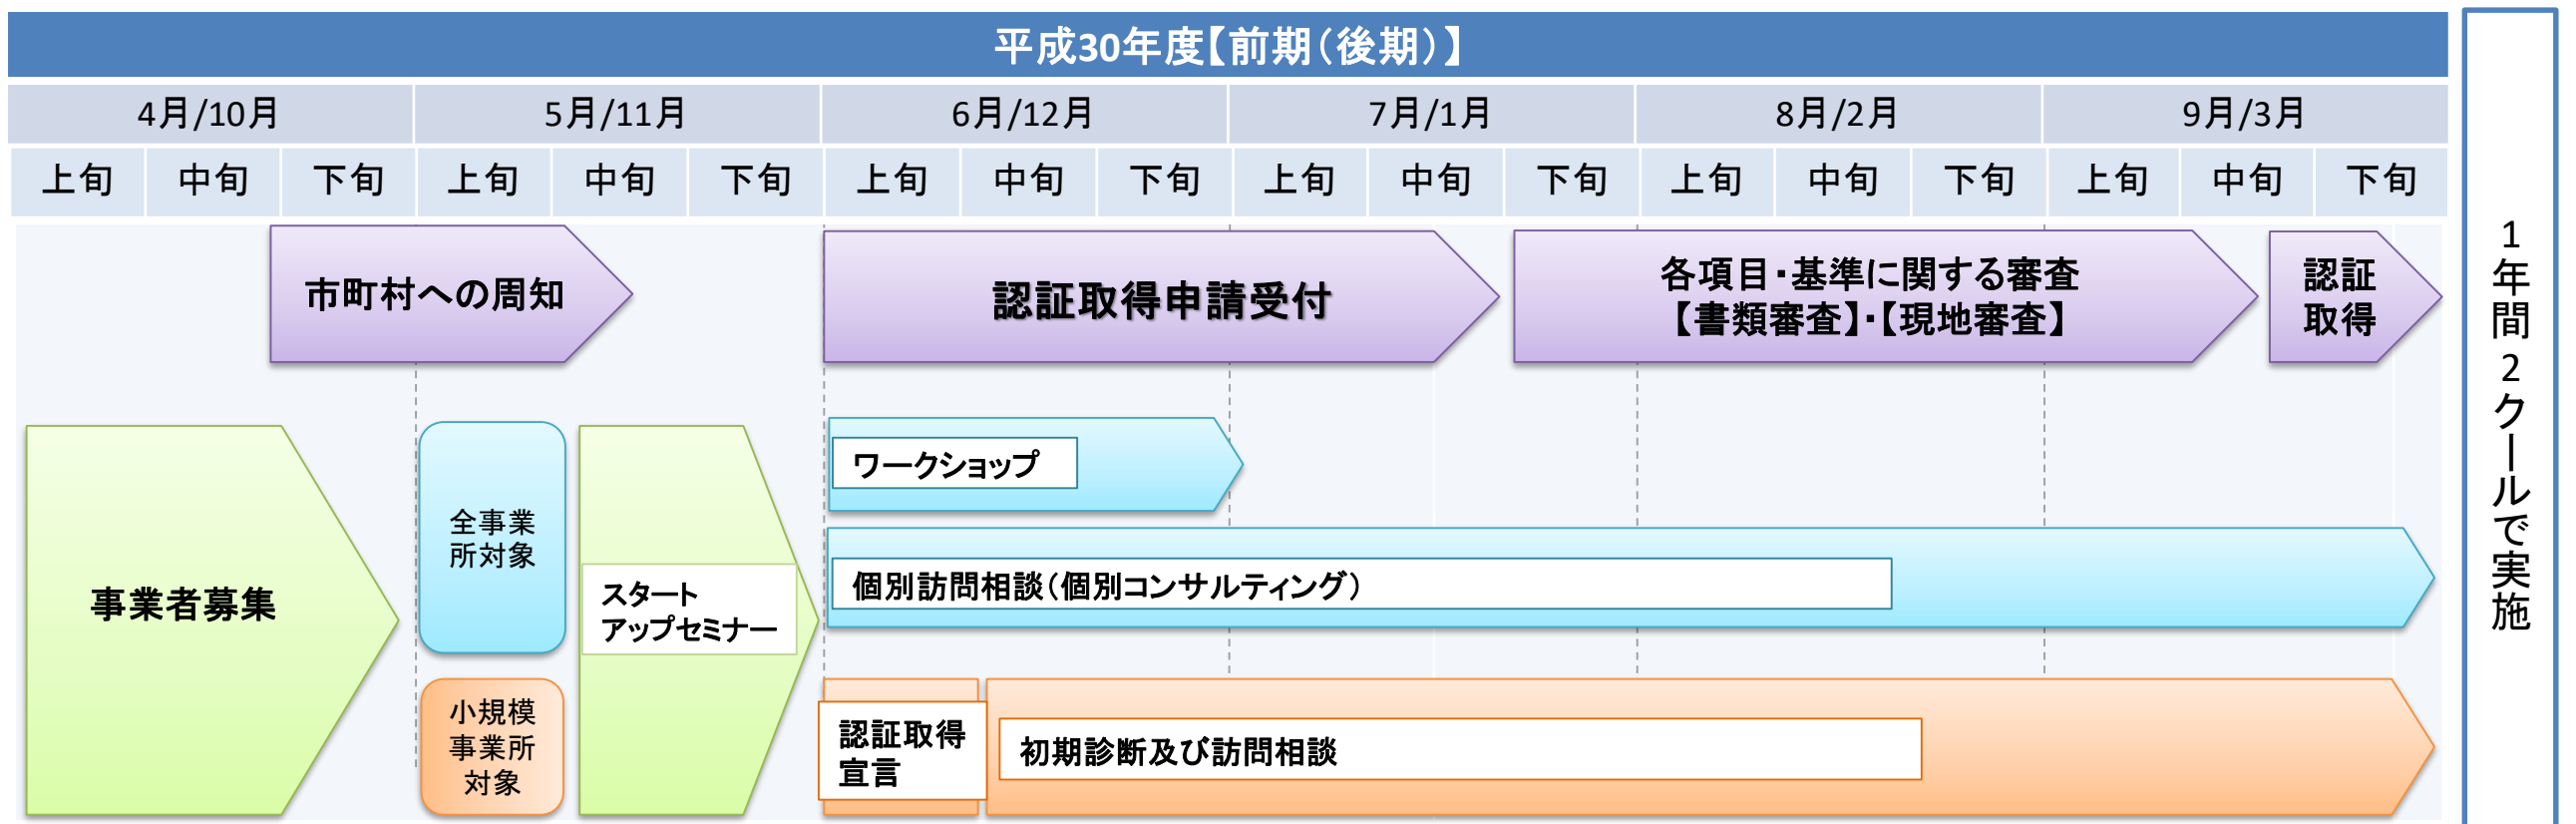 平成30年度【前期(後期)】
4月/10月 5月/11月 6月/12月 7月/1月 8月/2月 9月/3月
上旬 中旬 下旬 上旬 中旬 下旬 上旬 中旬 下旬 上旬 中旬 下旬 上旬 中旬 下旬 上旬 中旬 下旬
市町村への周知
認証取得申請受付
各項目・基準に関する審査
【書類審査】・【現地審査】
認証
取得
事業者募集
全事業
所対象
小規模
事業所
対象
スタート
アップセミナー
ワークショップ
個別訪問相談(個別コンサルティング)
認証取得
宣言
初期診断及び訪問相談
1年間2クールで実施